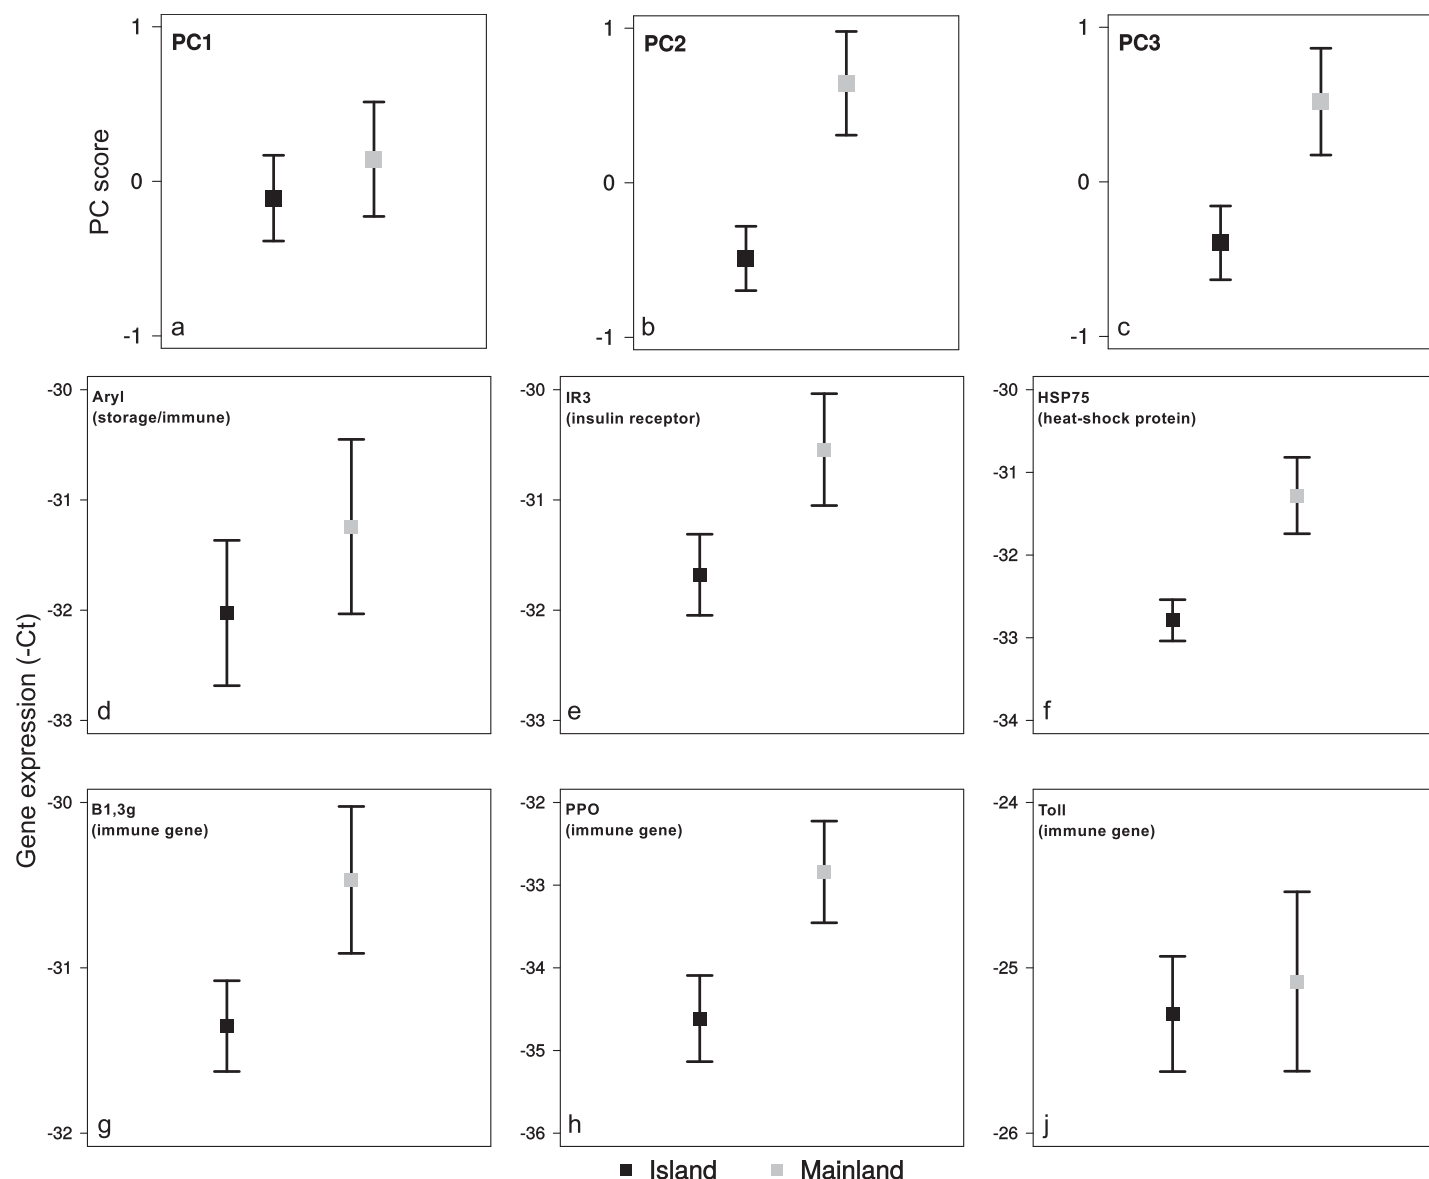 PC1
1
0
-1
a
PC score
PC2
1
0
-1
b
PC3
1
0
-1
c
Gene expression (-Ct)
Aryl
(storage/immune)
-30
-31
-32
-33
d
IR3
(insulin receptor)
-30
-31
-32
-33
e
HSP75
(heat-shock protein)
-30
-31
-32
-33
-34
f
B1,3g
(immune gene)
-30
-31
-32
g
PPO
(immune gene)
-32
-33
-34
-35
-36
h
Toll
(immune gene)
-24
-25
-26
j
Island Mainland